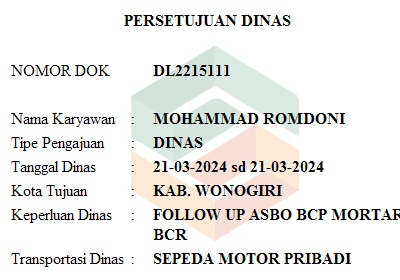 PERSETUJUAN DINAS
NOMOR DOK DL2215111
Nama Karyawan : MOHAMMAD ROMDONI
Tipe Pengajuan : DINAS
Tanggal Dinas : 21-03-2024 sd 21-03-2024
Kota Tujuan : KAB. WONOGIRI
Keperluan Dinas : FOLLOW UP ASBO BCP MORTAR
BCR
Transportasi Dinas : SEPEDA MOTOR PRIBADI